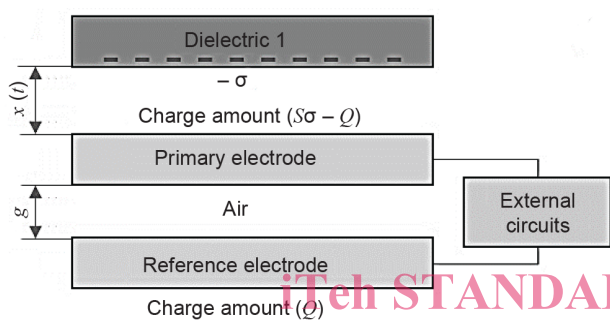 Dielectric 1
– σ
x (t)
Charge amount (Sσ – Q)
Primary electrode
g
Air
External
circuits
Reference electrode
iTeh STANDA
Charge amount (Q)